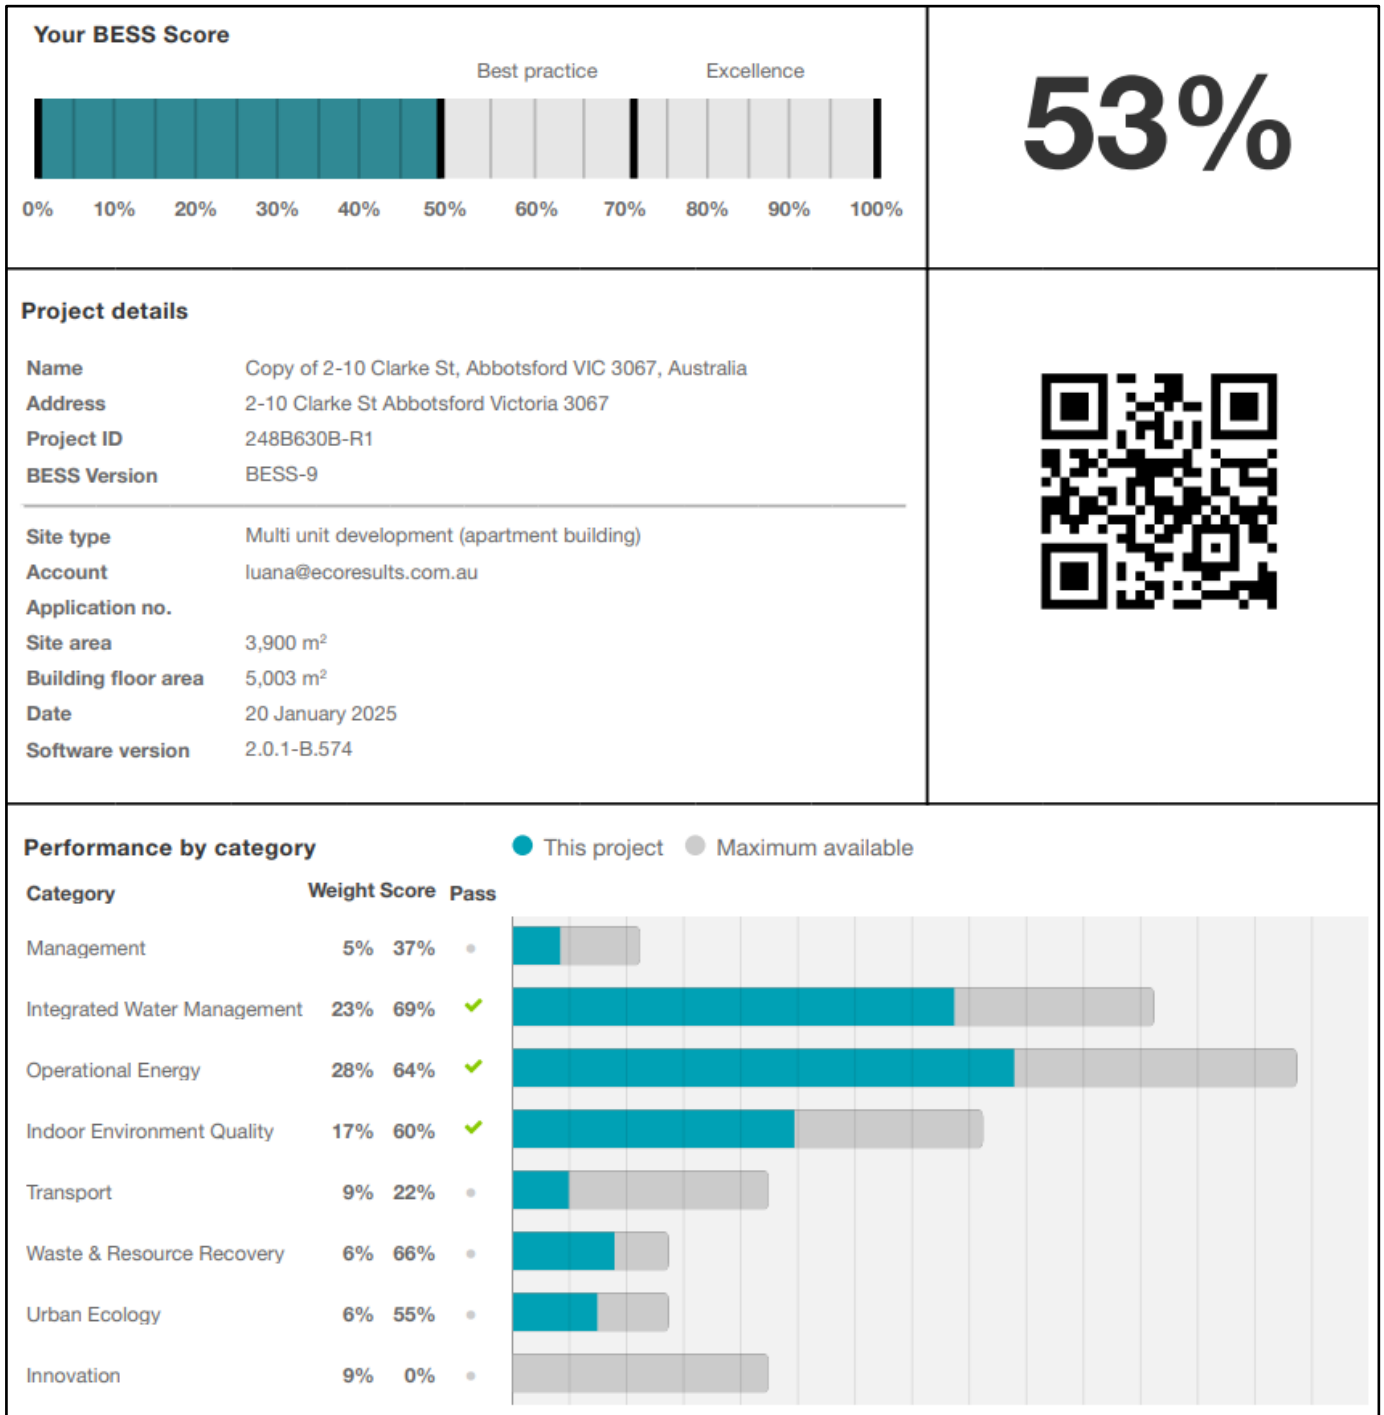 Your BESS Score
Best practice Excellence
0% 10% 20% 30% 40% 50% 60% 70% 80% 90% 100%
53%
Project details
Name Copy of 2-10 Clarke St, Abbotsford VIC 3067, Australia
Address 2-10 Clarke St Abbotsford Victoria 3067
Project ID 248B630B-R1
BESS Version BESS-9
Site type Multi unit development (apartment building)
Account luana@ecoresults.com.au
Application no.
Site area 3,900 m²
Building floor area 5,003 m²
Date 20 January 2025
Software version 2.0.1-B.574
Performance by category This project Maximum available
Category Weight Score Pass
Management 5% 37%
Integrated Water Management 23% 69%
Operational Energy 28% 64%
Indoor Environment Quality 17% 60%
Transport 9% 22%
Waste & Resource Recovery 6% 66%
Urban Ecology 6% 55%
Innovation 9% 0%